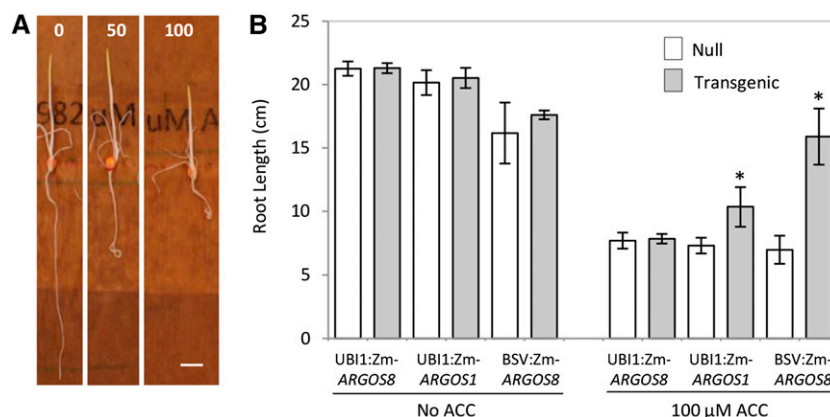 A
0
50
100
982
uM
uM A
B
Root Length (cm)
25
20
15
10
5
0
Null
Transgenic
*
*
UBI1:Zm-
ARGOS8
UBI1:Zm-
ARGOS1
BSV:Zm-
ARGOS8
No ACC
UBI1:Zm-
ARGOS8
UBI1:Zm-
ARGOS1
BSV:Zm-
ARGOS8
100 µM ACC